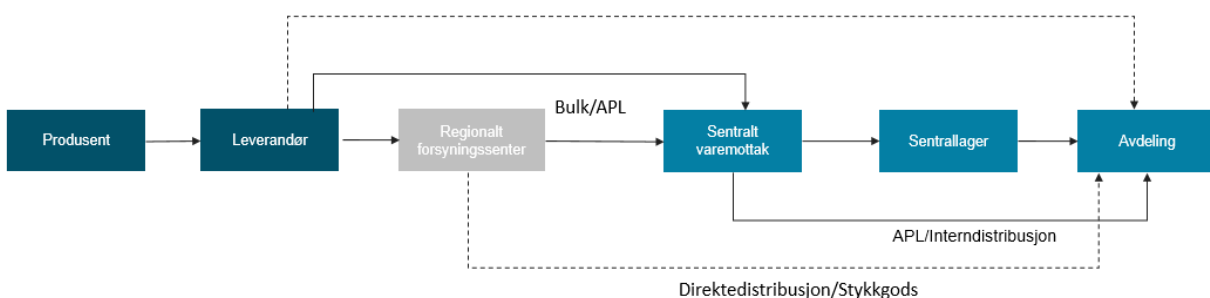 Bulk/APL
Produsent
Leverandør
Regionalt
forsyningssenter
Sentralt
varemottak
Sentrallager
Avdeling
APL/Interndistribusjon
Direktedistribusjon/Stykkgods